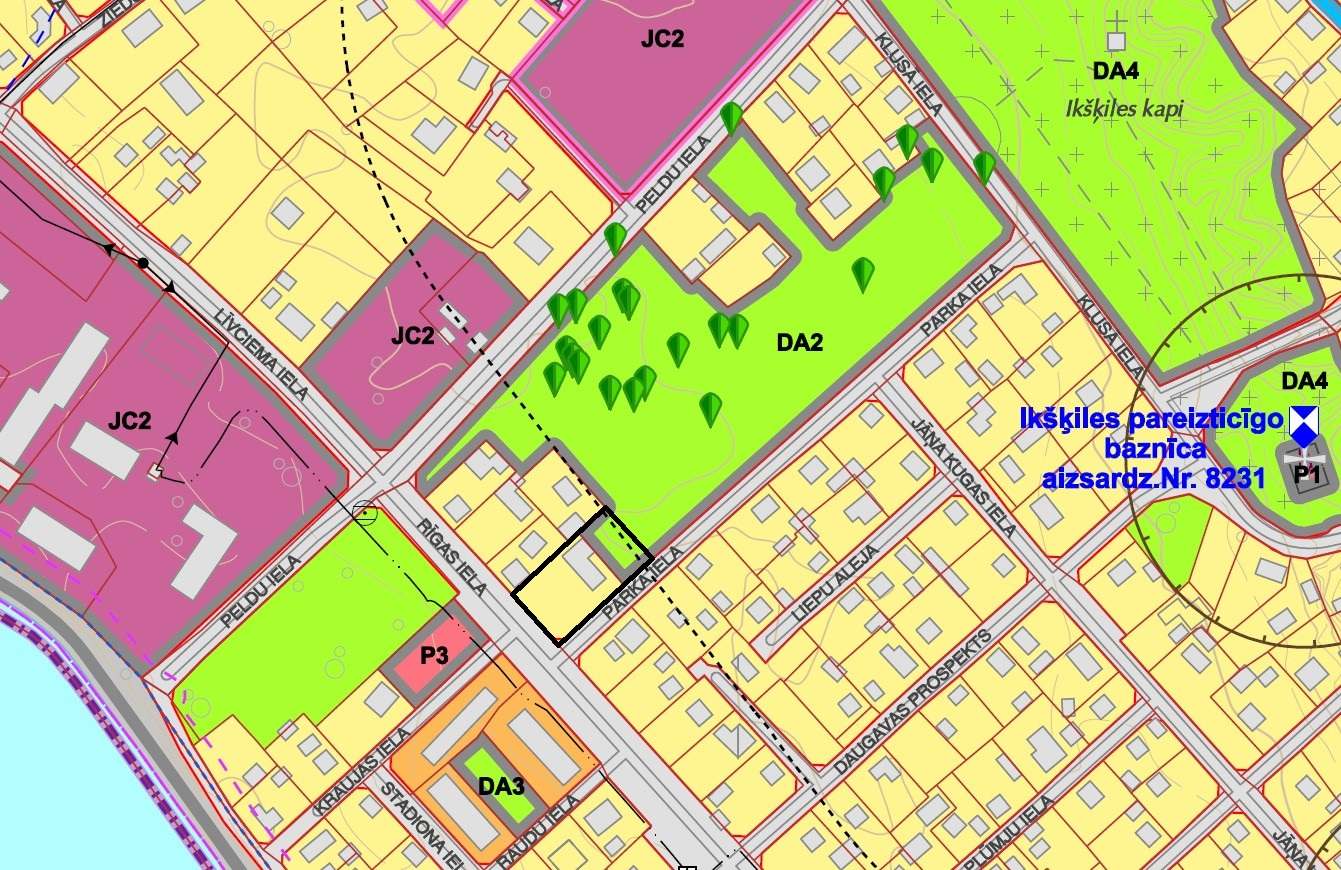 JC2
DA4
Ikšķiles kapi
KLUSĀ IELA
PELDU IELA
JC2
LĪVCIEMA IELA
DA2
PARKA IELA
KLUSĀ IELA
DA4
JC2
JĀŅA KUGAS IELA
Ikšķiles pareizticīgo
baznīca
aizsardz.Nr. 8231
P1
RĪGAS IELA
PELDU IELA
PARKA IELA
LIEPU ALEJA
P3
DAUGAVAS PROSPEKTS
KRAUJAS IELA
DA3
STADIONA IEL
RAUDU IELA
PLŪMJU IELA